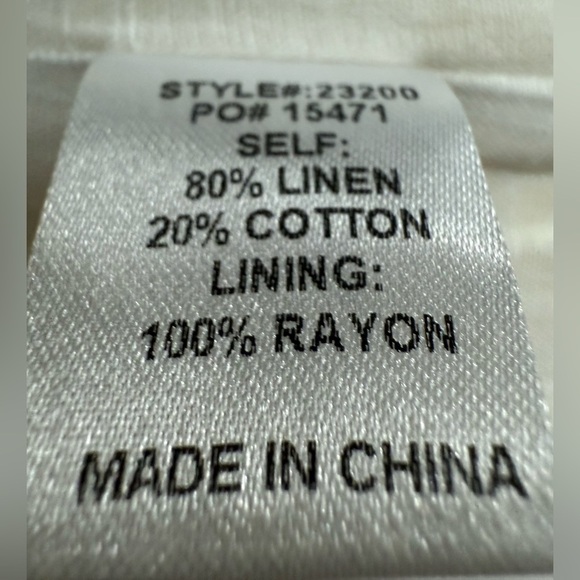 STYLE#:23200
PO# 15471
SELF:
80% LINEN
20% COTTON
LINING:
100% RAYON
MADE IN CHINA